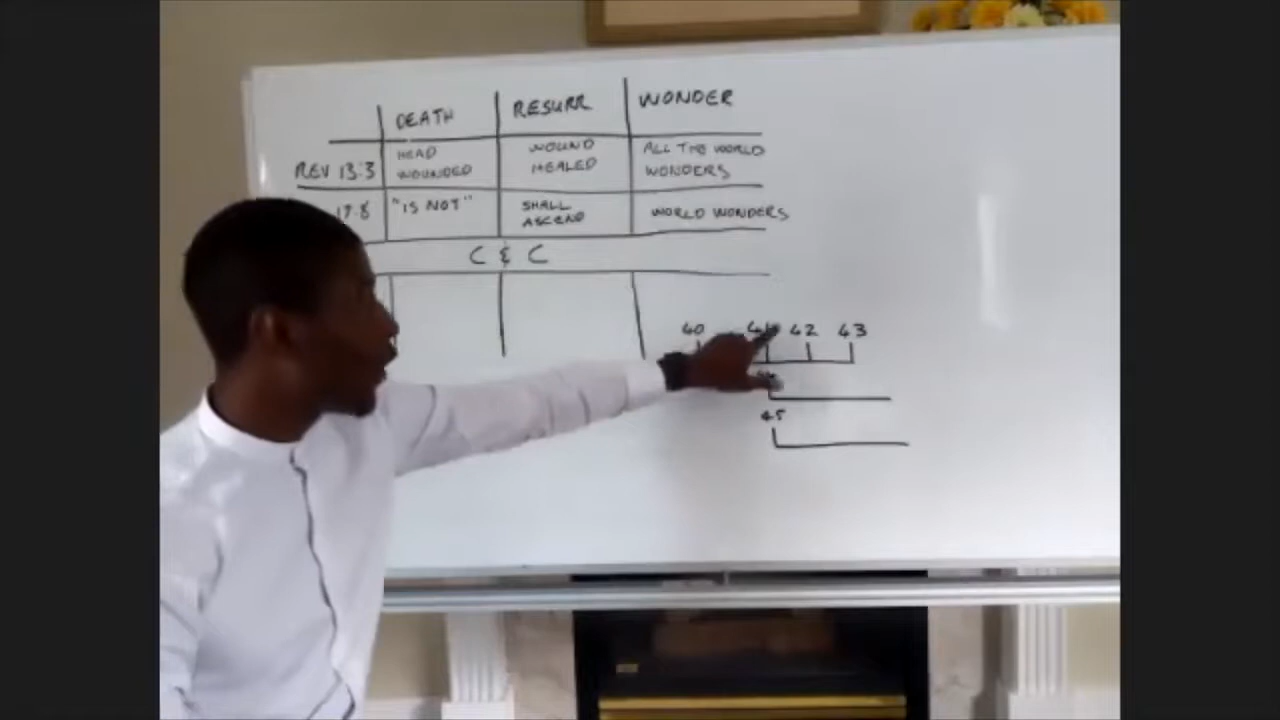 DEATH RESURR WONDER
REV 13:3 HEAD WOUNDED WOUND HEALED ALL THE WORLD WONDERS
17:8 "IS NOT" SHALL ASCEND WORLD WONDERS
C & C
40 42 43
45